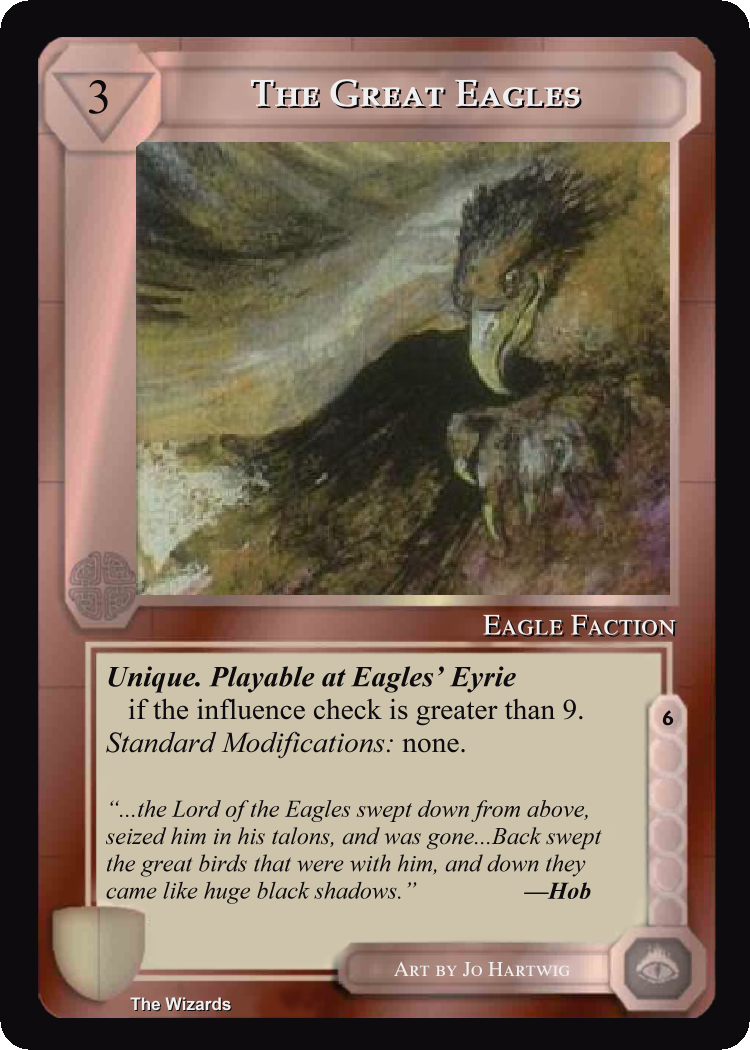 3
The Great Eagles
Eagle Faction
Unique. Playable at Eagles’ Eyrie
if the influence check is greater than 9.
Standard Modifications: none.
6
“...the Lord of the Eagles swept down from above,
seized him in his talons, and was gone...Back swept
the great birds that were with him, and down they
came like huge black shadows.” —Hob
Art by Jo Hartwig
The Wizards